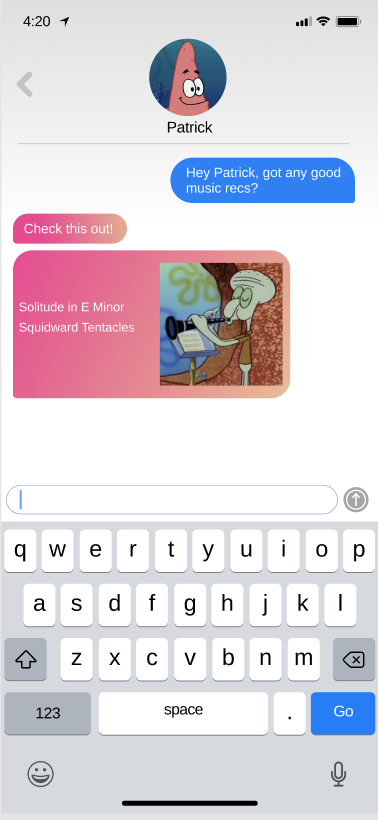 4:20
Patrick
Hey Patrick, got any good
music recs?
Check this out!
Solitude in E Minor
Squidward Tentacles
q w e r t y u i o p
a s d f g h j k l
z x c v b n m
123 space . Go